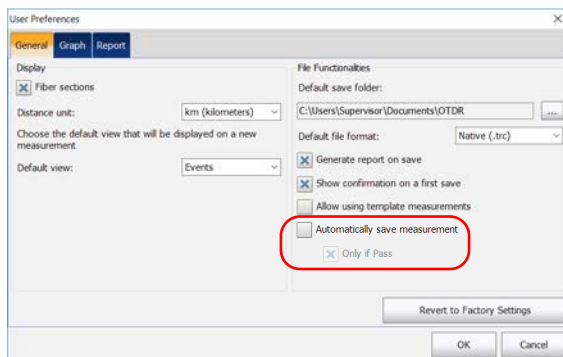 User Preferences
General Graph Report
Display
Fiber sections
Distance unit: km (kilometers)
Choose the default view that will be displayed on a new
measurement
Default view: Events
File Functionalties
Default save folder:
C:\Users\Supervisor\Documents\OTDR ...
Default file format: Native (.trc)
Generate report on save
Show confirmation on a first save
Allow using template measurements
Automatically save measurement
Only if Pass
Revert to Factory Settings
OK Cancel